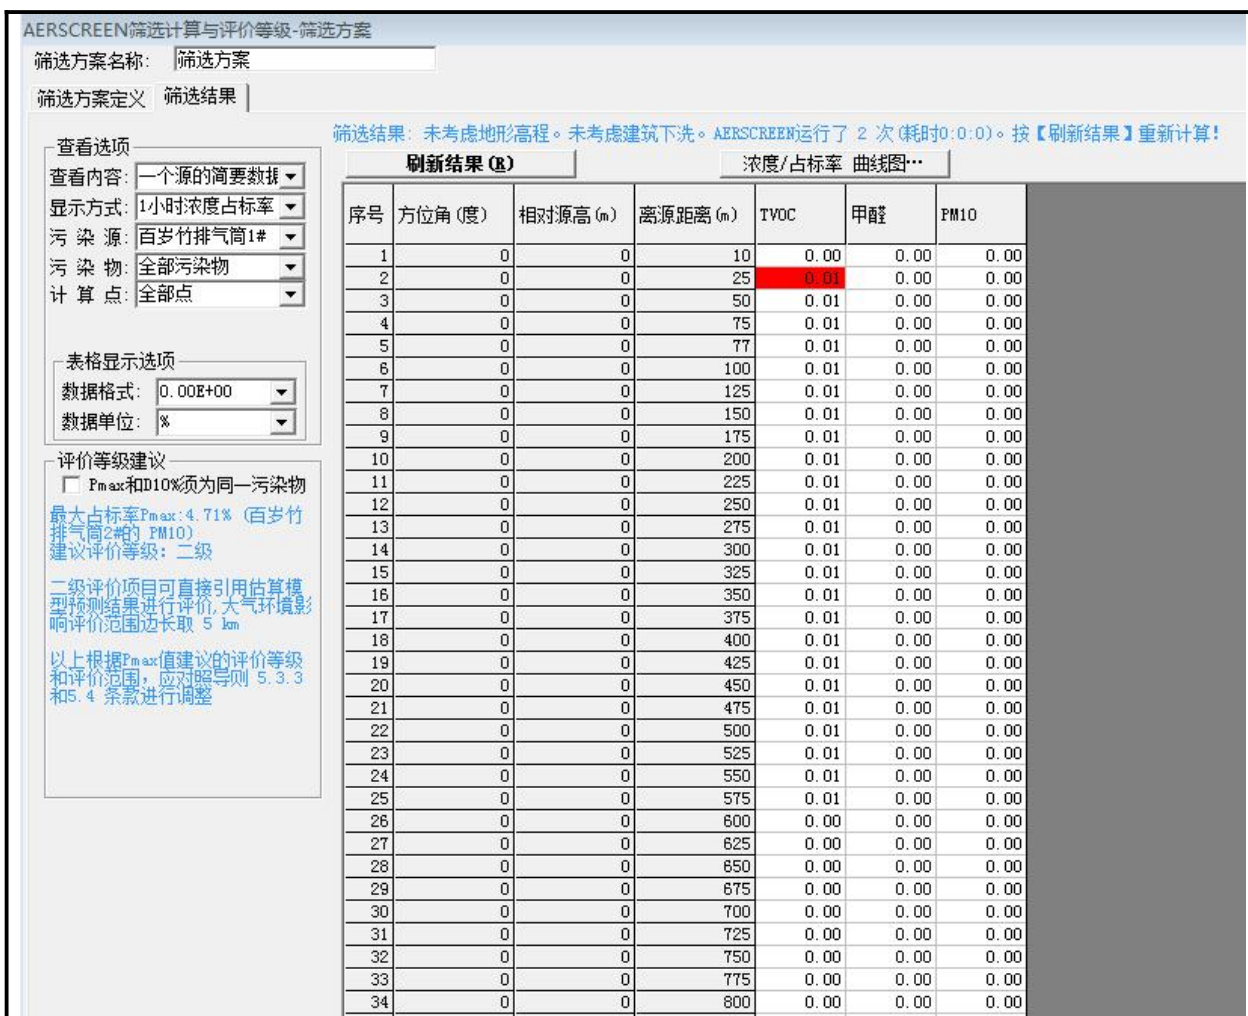 AERSCREEN筛选计算与评价等级-筛选方案
筛选方案名称: 筛选方案
筛选方案定义 筛选结果
筛选结果: 未考虑地形高程。未考虑建筑下洗。AERSCREEN运行了 2 次(耗时0:0:0)。按【刷新结果】重新计算!
查看选项
查看内容: 一个源的简要数据
显示方式: 1小时浓度占标率
污 染 源: 百岁竹排气筒1#
污 染 物: 全部污染物
计 算 点: 全部点
表格显示选项
数据格式: 0.00E+00
数据单位: %
评价等级建议
Pmax和D10%须为同一污染物
最大占标率Pmax:4.71% (百岁竹
排气筒2#的 PM10)
建议评价等级: 二级
二级评价项目可直接引用估算模
型预测结果进行评价,大气环境影
响评价范围边长取 5 km
以上根据Pmax值建议的评价等级
和评价范围,应对照导则 5.3.3
和5.4 条款进行调整
刷新结果(R) 浓度/占标率 曲线图…
序号 方位角(度) 相对源高(m) 离源距离(m) TVOC 甲醛 PM10
1 0 0 10 0.00 0.00 0.00
2 0 0 25 0.01 0.00 0.00
3 0 0 50 0.01 0.00 0.00
4 0 0 75 0.01 0.00 0.00
5 0 0 77 0.01 0.00 0.00
6 0 0 100 0.01 0.00 0.00
7 0 0 125 0.01 0.00 0.00
8 0 0 150 0.01 0.00 0.00
9 0 0 175 0.01 0.00 0.00
10 0 0 200 0.01 0.00 0.00
11 0 0 225 0.01 0.00 0.00
12 0 0 250 0.01 0.00 0.00
13 0 0 275 0.01 0.00 0.00
14 0 0 300 0.01 0.00 0.00
15 0 0 325 0.01 0.00 0.00
16 0 0 350 0.01 0.00 0.00
17 0 0 375 0.01 0.00 0.00
18 0 0 400 0.01 0.00 0.00
19 0 0 425 0.01 0.00 0.00
20 0 0 450 0.01 0.00 0.00
21 0 0 475 0.01 0.00 0.00
22 0 0 500 0.01 0.00 0.00
23 0 0 525 0.01 0.00 0.00
24 0 0 550 0.01 0.00 0.00
25 0 0 575 0.01 0.00 0.00
26 0 0 600 0.00 0.00 0.00
27 0 0 625 0.00 0.00 0.00
28 0 0 650 0.00 0.00 0.00
29 0 0 675 0.00 0.00 0.00
30 0 0 700 0.00 0.00 0.00
31 0 0 725 0.00 0.00 0.00
32 0 0 750 0.00 0.00 0.00
33 0 0 775 0.00 0.00 0.00
34 0 0 800 0.00 0.00 0.00